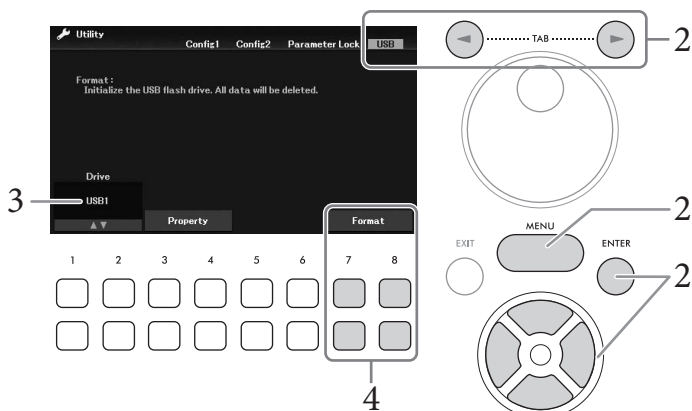 Utility
Config1 Config2 Parameter Lock USB
TAB
2
Format :
Initialize the USB flash drive. All data will be deleted.
Drive
USB1
3
Property
Format
1 2 3 4 5 6 7 8
MENU
2
EXIT
ENTER
2
4